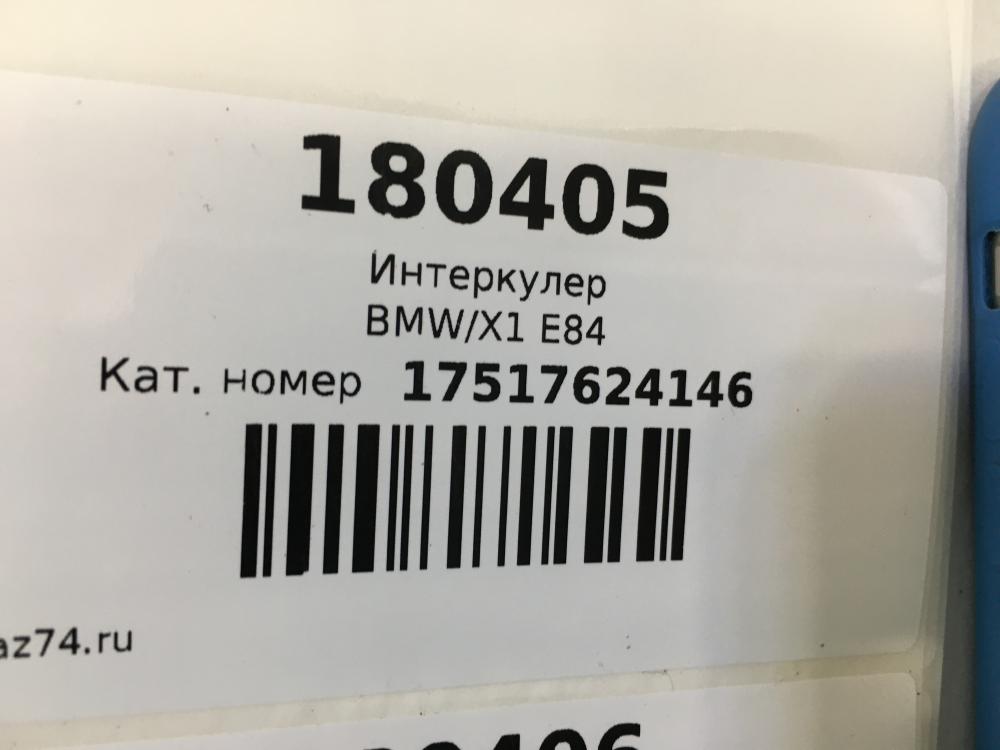 180405
Интеркулер
BMW/X1 E84
Кат. номер 17517624146
az74.ru